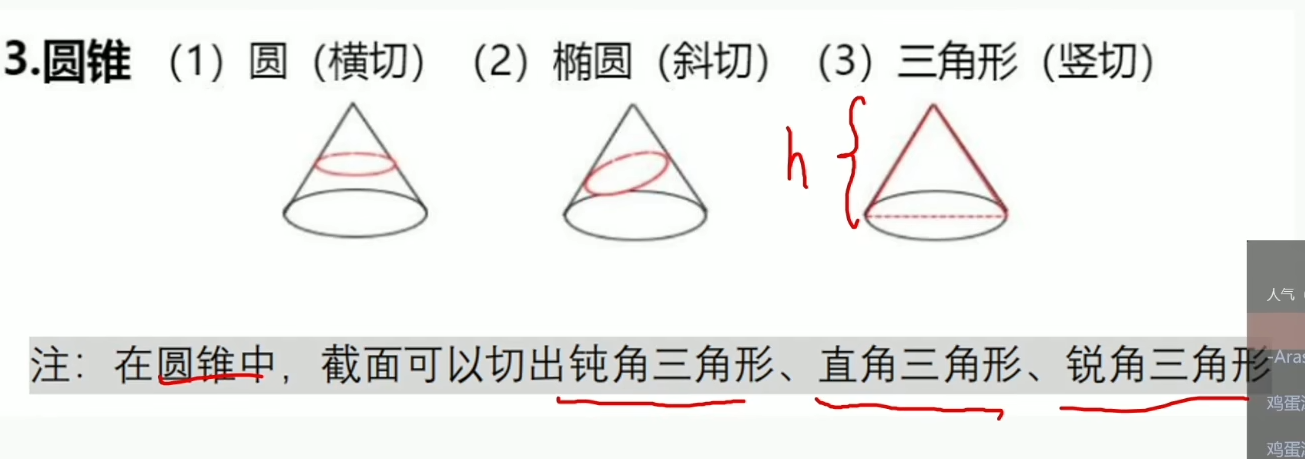 3.圆锥 （1）圆（横切） （2）椭圆（斜切） （3）三角形（竖切）
h
人气
注：在圆锥中，截面可以切出钝角三角形、直角三角形、锐角三角形
-Aras
鸡蛋
鸡蛋